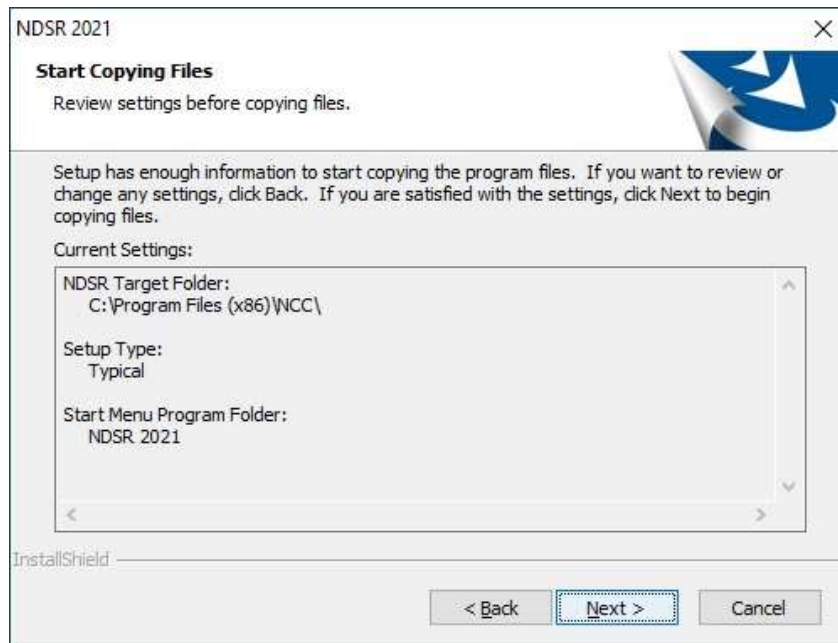 NDSR 2021
Start Copying Files
Review settings before copying files.
Setup has enough information to start copying the program files.  If you want to review or
change any settings, click Back.  If you are satisfied with the settings, click Next to begin
copying files.
Current Settings:
NDSR Target Folder:
C:\Program Files (x86)\NCC\
Setup Type:
Typical
Start Menu Program Folder:
NDSR 2021
InstallShield
< Back
Next >
Cancel